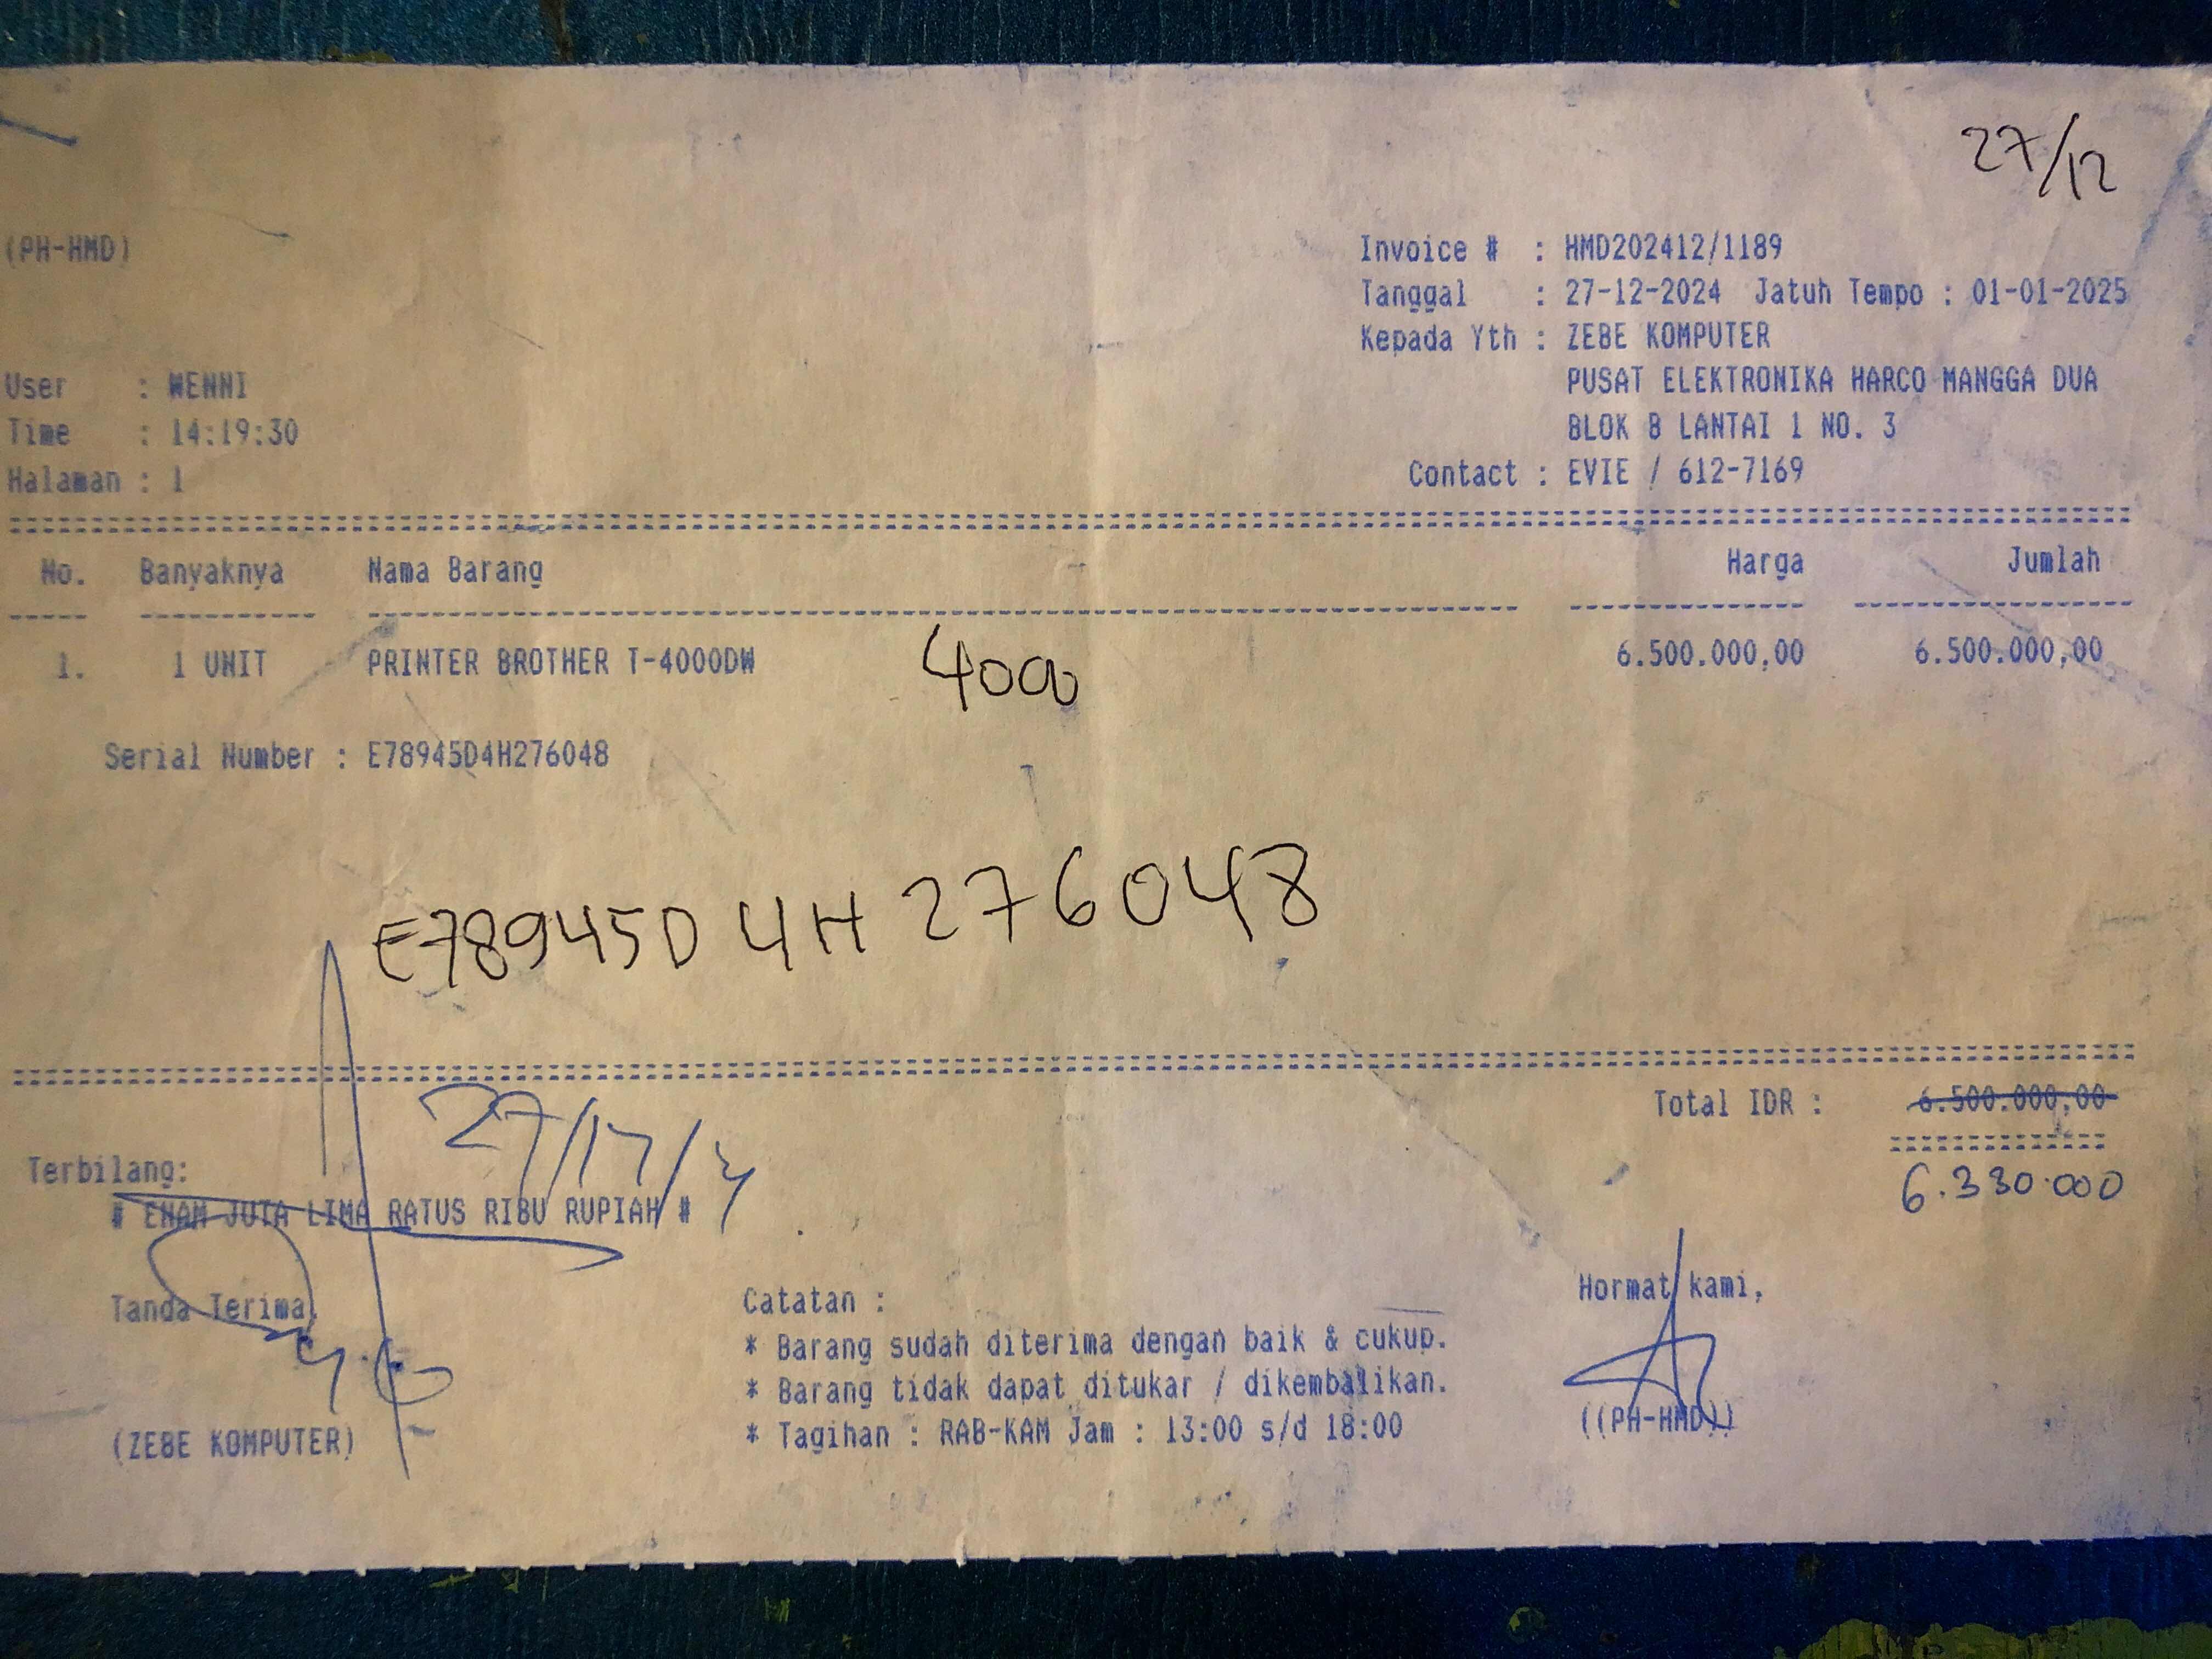 27/12
(PH-HMD)
Invoice # : HMD202412/1189
Tanggal : 27-12-2024 Jatuh Tempo : 01-01-2025
Kepada Yth : ZEBE KOMPUTER
PUSAT ELEKTRONIKA HARCO MANGGA DUA
BLOK B LANTAI 1 NO. 3
Contact : EVIE / 612-7169
User : WENNI
Time : 14:19:30
Halaman : 1
No. Banyaknya Nama Barang Harga Jumlah
1. 1 UNIT PRINTER BROTHER T-4000DW 4000 6.500.000,00 6.500.000,00
Serial Number : E78945D4H276048
E78945D 4H 276048
Total IDR : 6.500.000,00
6.330.000
Terbilang:
# ENAM JUTA LIMA RATUS RIBU RUPIAH #
Tanda Terima,
(ZEBE KOMPUTER)
Catatan :
* Barang sudah diterima dengan baik & cukup.
* Barang tidak dapat ditukar / dikembalikan.
* Tagihan : RAB-KAM Jam : 13:00 s/d 18:00
Hormat kami,
((PH-HMD))